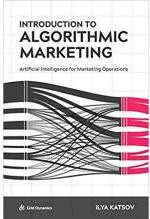 INTRODUCTION TO
ALGORITHMIC
MARKETING
Artificial Intelligence for Marketing Operations
Grid Dynamics
ILYA KATSOV